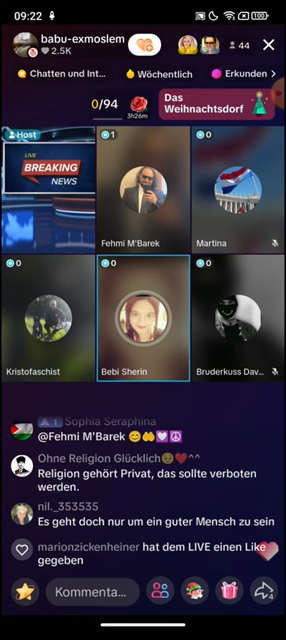 09:22
100
babu-exmoslem
2.5K
44
Chatten und Int...
Wöchentlich
Erkunden
0/94
3h26m
Das
Weihnachtsdorf
Host
LIVE
BREAKING
NEWS
1
Fehmi M'Barek
0
Martina
0
Kristofaschist
0
Bebi Sherin
0
Bruderkuss Dav...
1 Sophia Seraphina
@Fehmi M'Barek 😊🤲💜☮
Ohne Religion Glücklich🥹❤️^^
Religion gehört Privat, das sollte verboten
werden.
nil._353535
Es geht doch nur um ein guter Mensch zu sein
marionzickenheiner hat dem LIVE einen Like
gegeben
Kommenta...
4